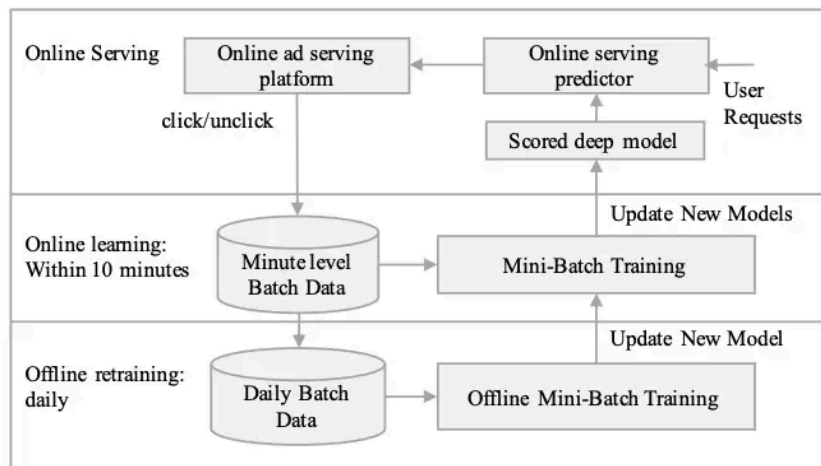 Online Serving
Online ad serving
platform
Online serving
predictor
User
Requests
click/unclick
Scored deep model
Update New Models
Online learning:
Within 10 minutes
Minute level
Batch Data
Mini-Batch Training
Update New Model
Offline retraining:
daily
Daily Batch
Data
Offline Mini-Batch Training